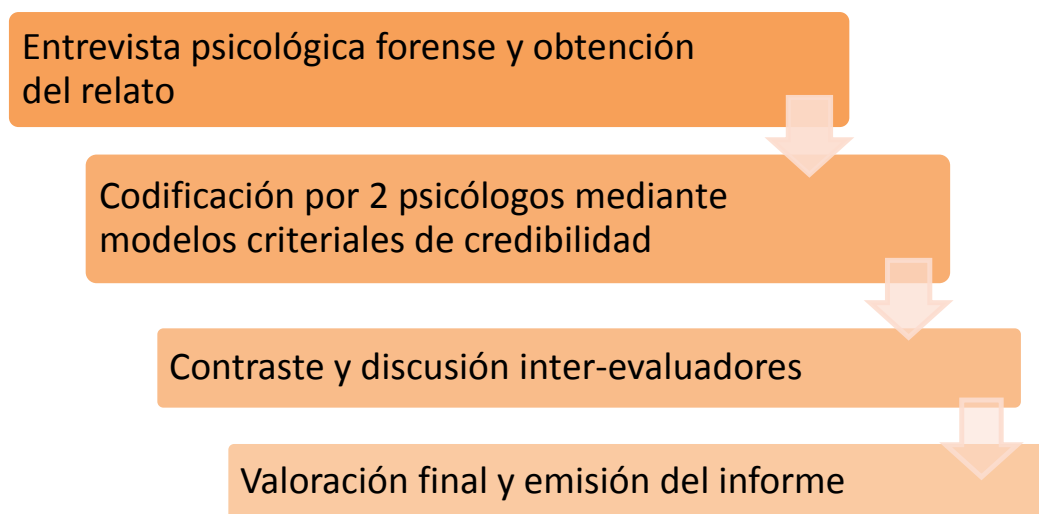 Entrevista psicológica forense y obtención
del relato
Codificación por 2 psicólogos mediante
modelos criteriales de credibilidad
Contraste y discusión inter-evaluadores
Valoración final y emisión del informe